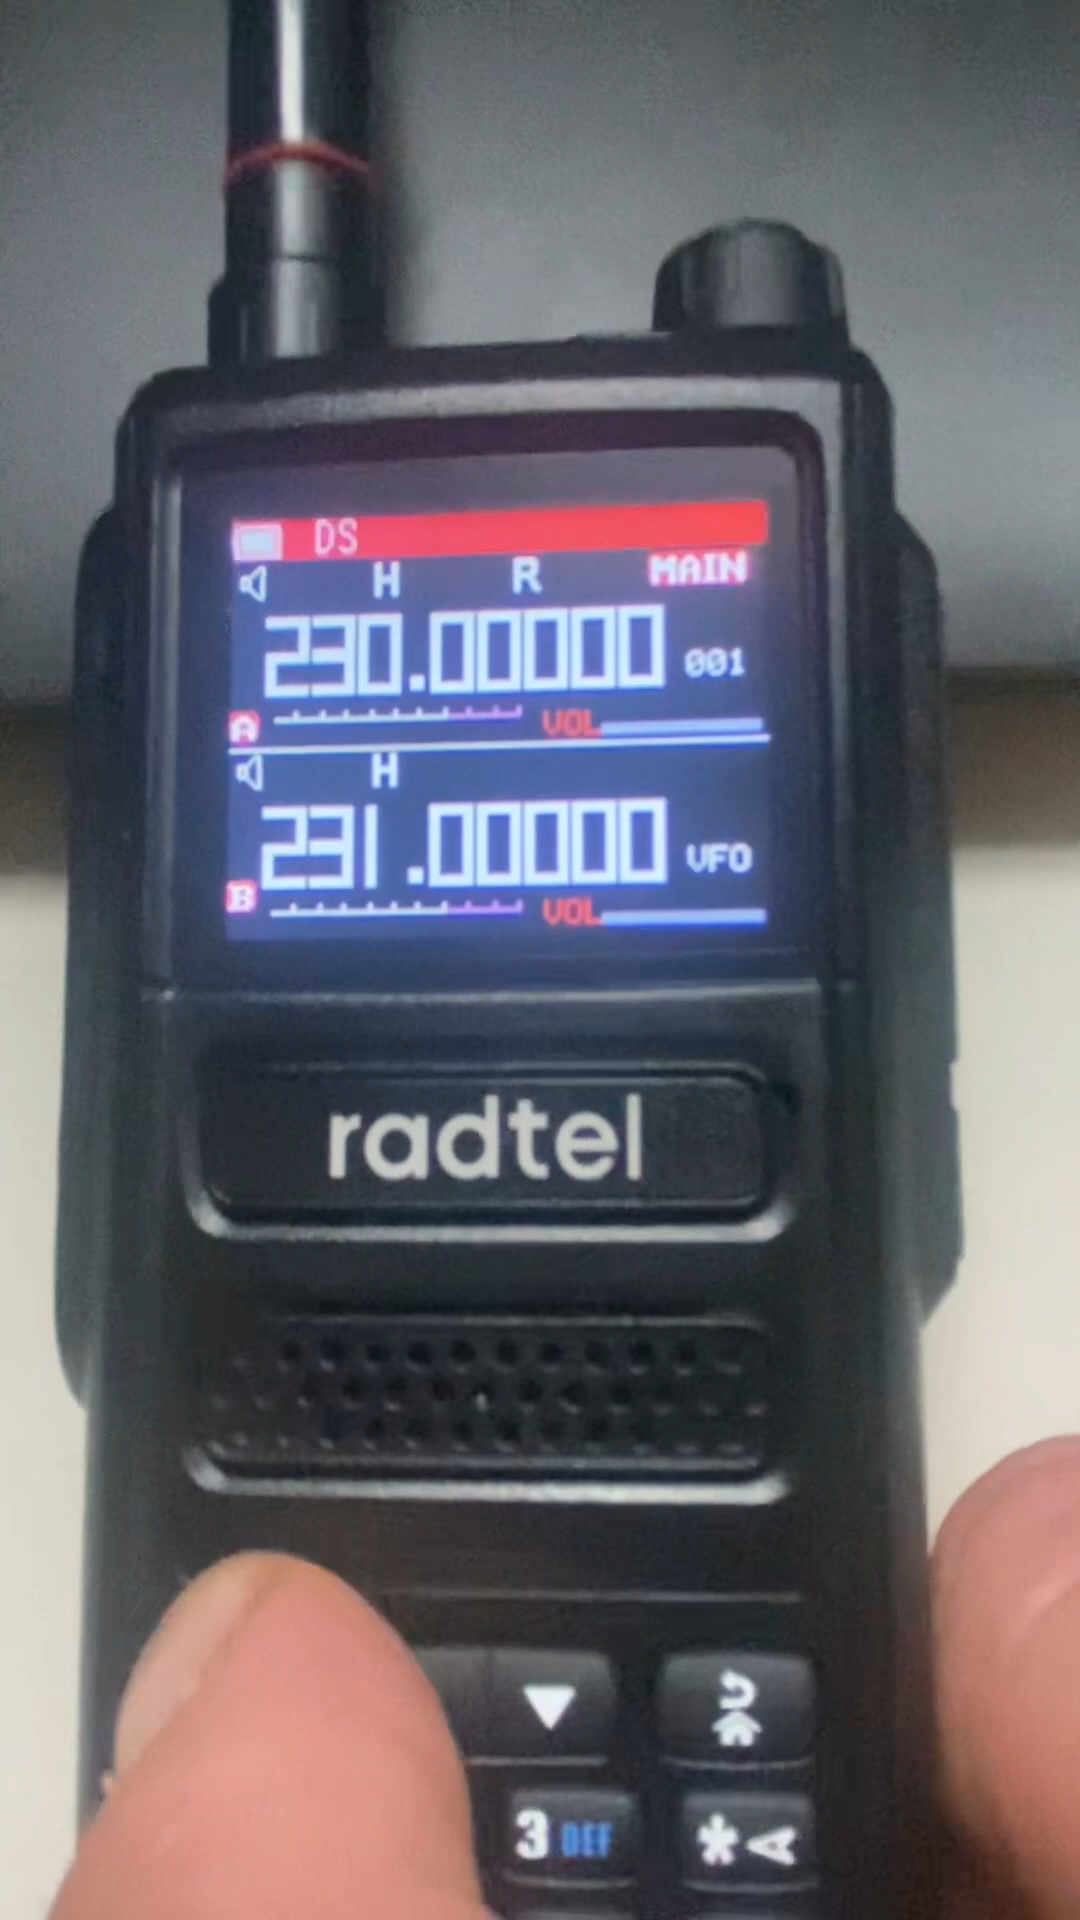 DS
H R MAIN
230.00000 001
A VOL
H
231.00000 VFO
B VOL
radtel
3 DEF * A